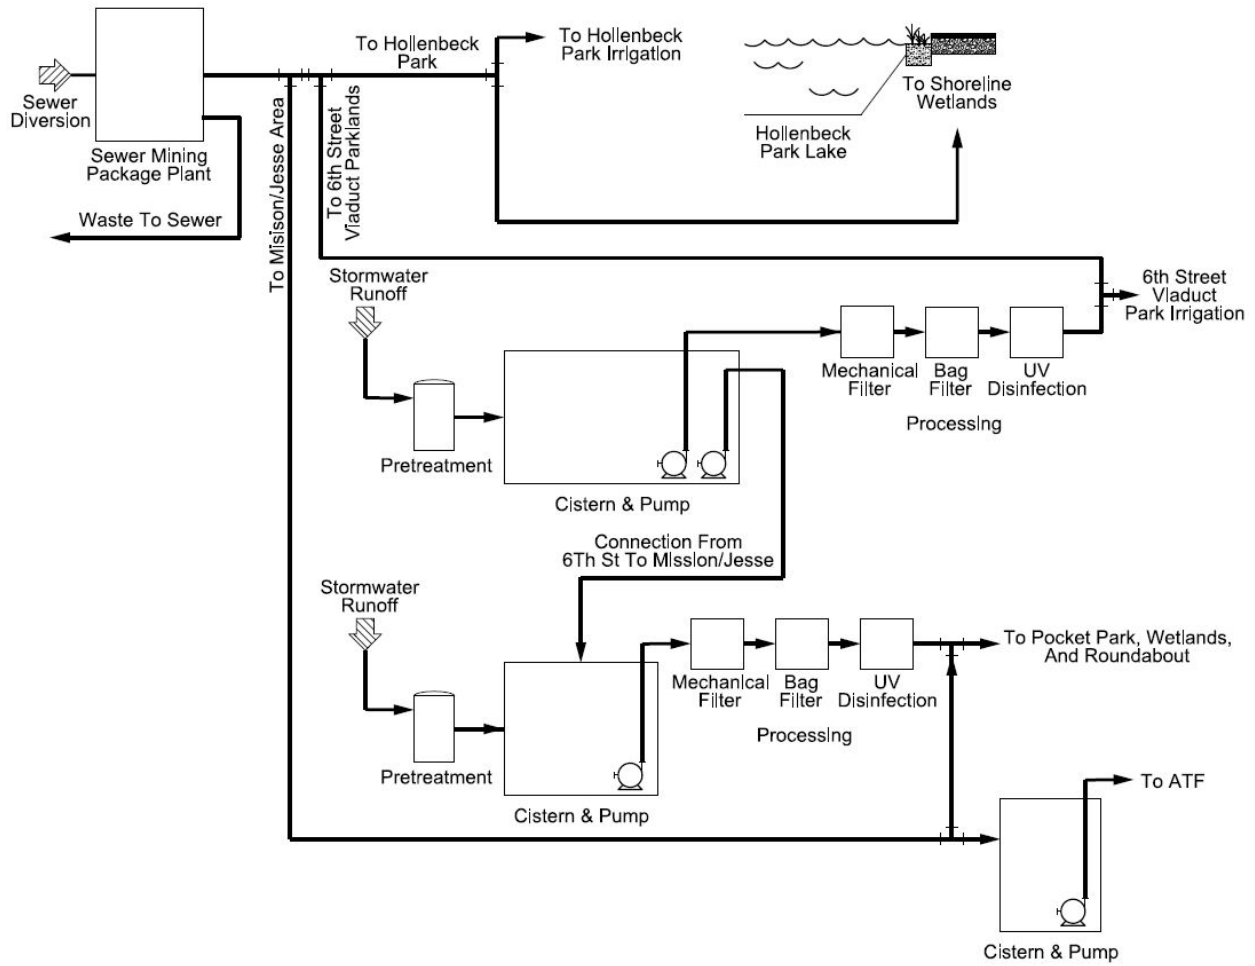 Sewer
Diversion
Sewer Mining
Package Plant
Waste To Sewer
To Misison/Jesse Area
To 6th Street
Viaduct Parklands
To Hollenbeck
Park
To Hollenbeck
Park Irrigation
Hollenbeck
Park Lake
To Shoreline
Wetlands
Stormwater
Runoff
Pretreatment
Cistern & Pump
Mechanical
Filter
Bag
Filter
UV
Disinfection
Processing
6th Street
Viaduct
Park Irrigation
Connection From
6Th St To Mission/Jesse
Stormwater
Runoff
Pretreatment
Cistern & Pump
Mechanical
Filter
Bag
Filter
UV
Disinfection
Processing
To Pocket Park, Wetlands,
And Roundabout
To ATF
Cistern & Pump